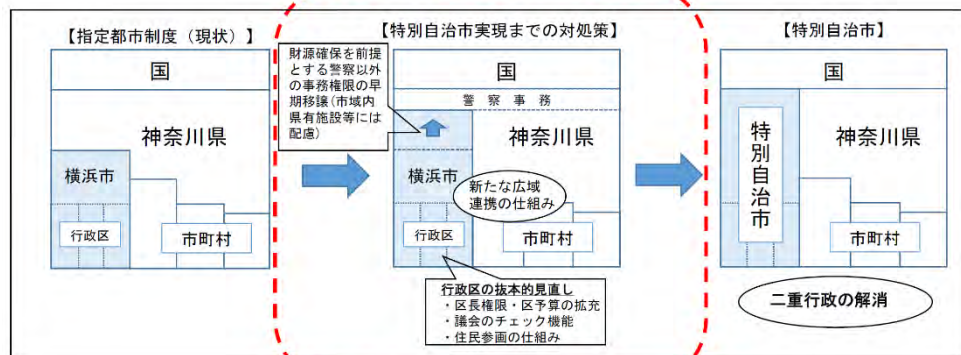 【指定都市制度（現状）】
国
神奈川県
横浜市
行政区
市町村
【特別自治市実現までの対処策】
財源確保を前提
とする警察以外
の事務権限の早
期移譲（市域内
県有施設等には
配慮）
国
警察事務
神奈川県
横浜市
新たな広域
連携の仕組み
行政区
市町村
行政区の抜本的見直し
・区長権限・区予算の拡充
・議会のチェック機能
・住民参画の仕組み
【特別自治市】
国
特別自治市
神奈川県
市町村
二重行政の解消